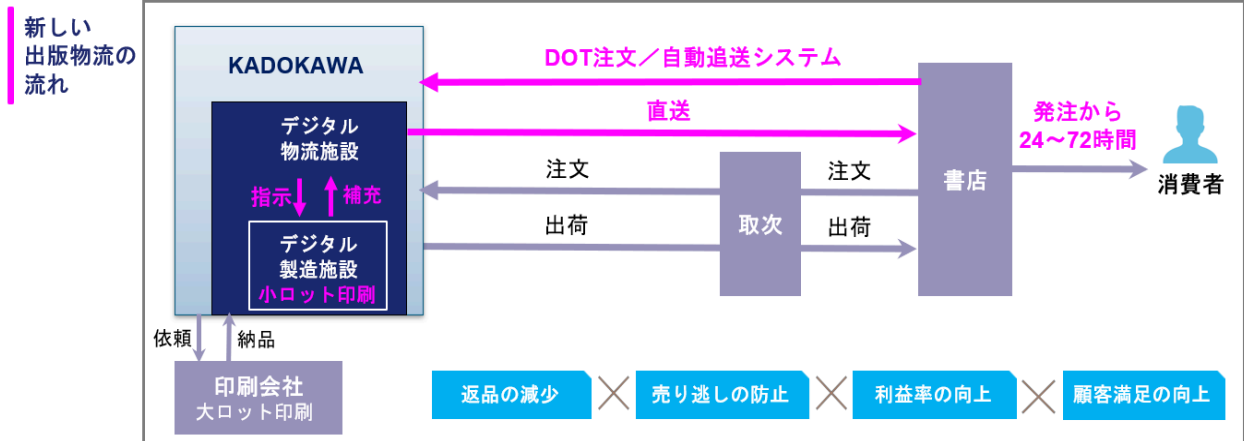 新しい
出版物流の
流れ
KADOKAWA
DOT注文／自動追送システム
直送
デジタル
物流施設
指示
補充
デジタル
製造施設
小ロット印刷
注文
出荷
取次
注文
出荷
書店
発注から
24～72時間
消費者
依頼
納品
印刷会社
大ロット印刷
返品の減少
売り逃しの防止
利益率の向上
顧客満足の向上